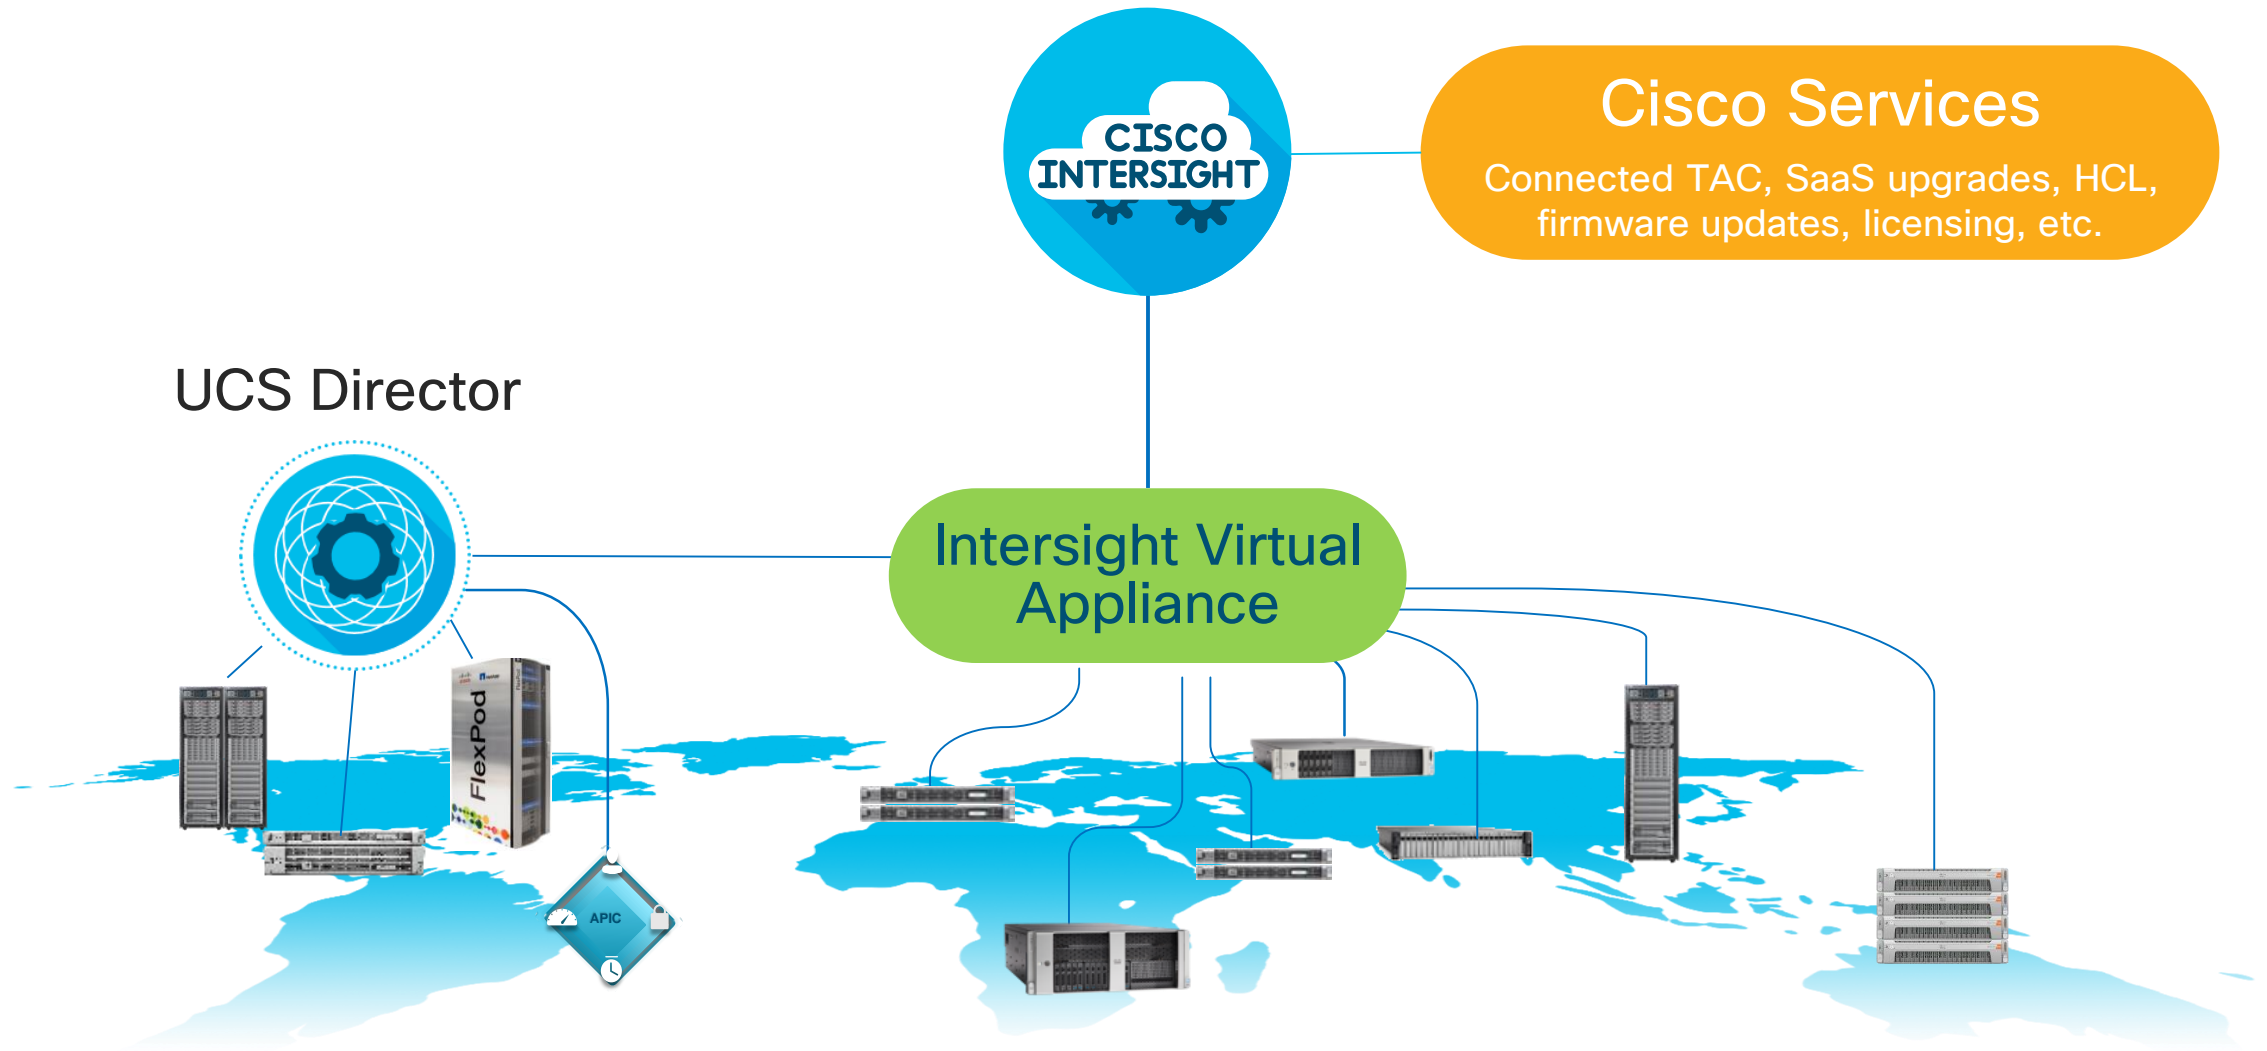 CISCO
INTERSIGHT
Cisco Services
Connected TAC, SaaS upgrades, HCL,
firmware updates, licensing, etc.
UCS Director
Intersight Virtual
Appliance
FlexPod
FlexPod
APIC